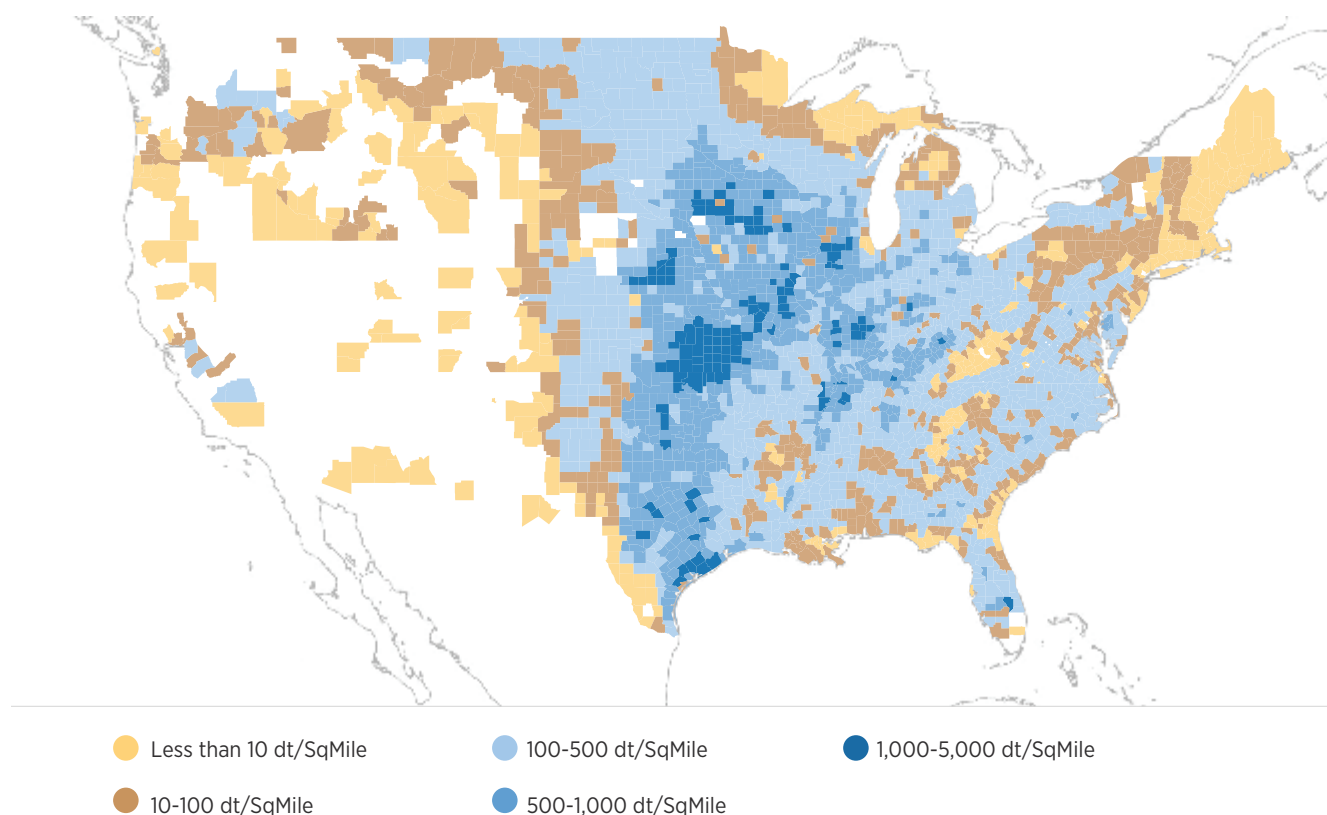 Less than 10 dt/SqMile
100-500 dt/SqMile
1,000-5,000 dt/SqMile
10-100 dt/SqMile
500-1,000 dt/SqMile